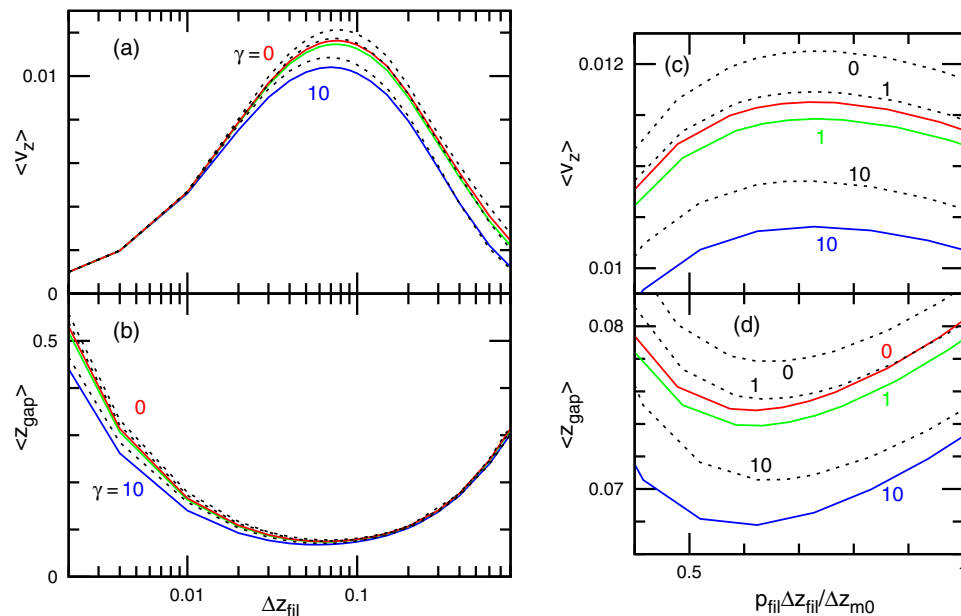 (a)
γ = 0
10
0.01
<v_z>
0
(b)
0.5
0
γ = 10
<z_gap>
0
0.01
0.1
Δz_fil
(c)
0.012
0
1
1
10
<v_z>
10
0.01
(d)
0.08
0
0
1
1
<z_gap>
10
0.07
10
0.5
1
p_fil Δz_fil/Δz_m0